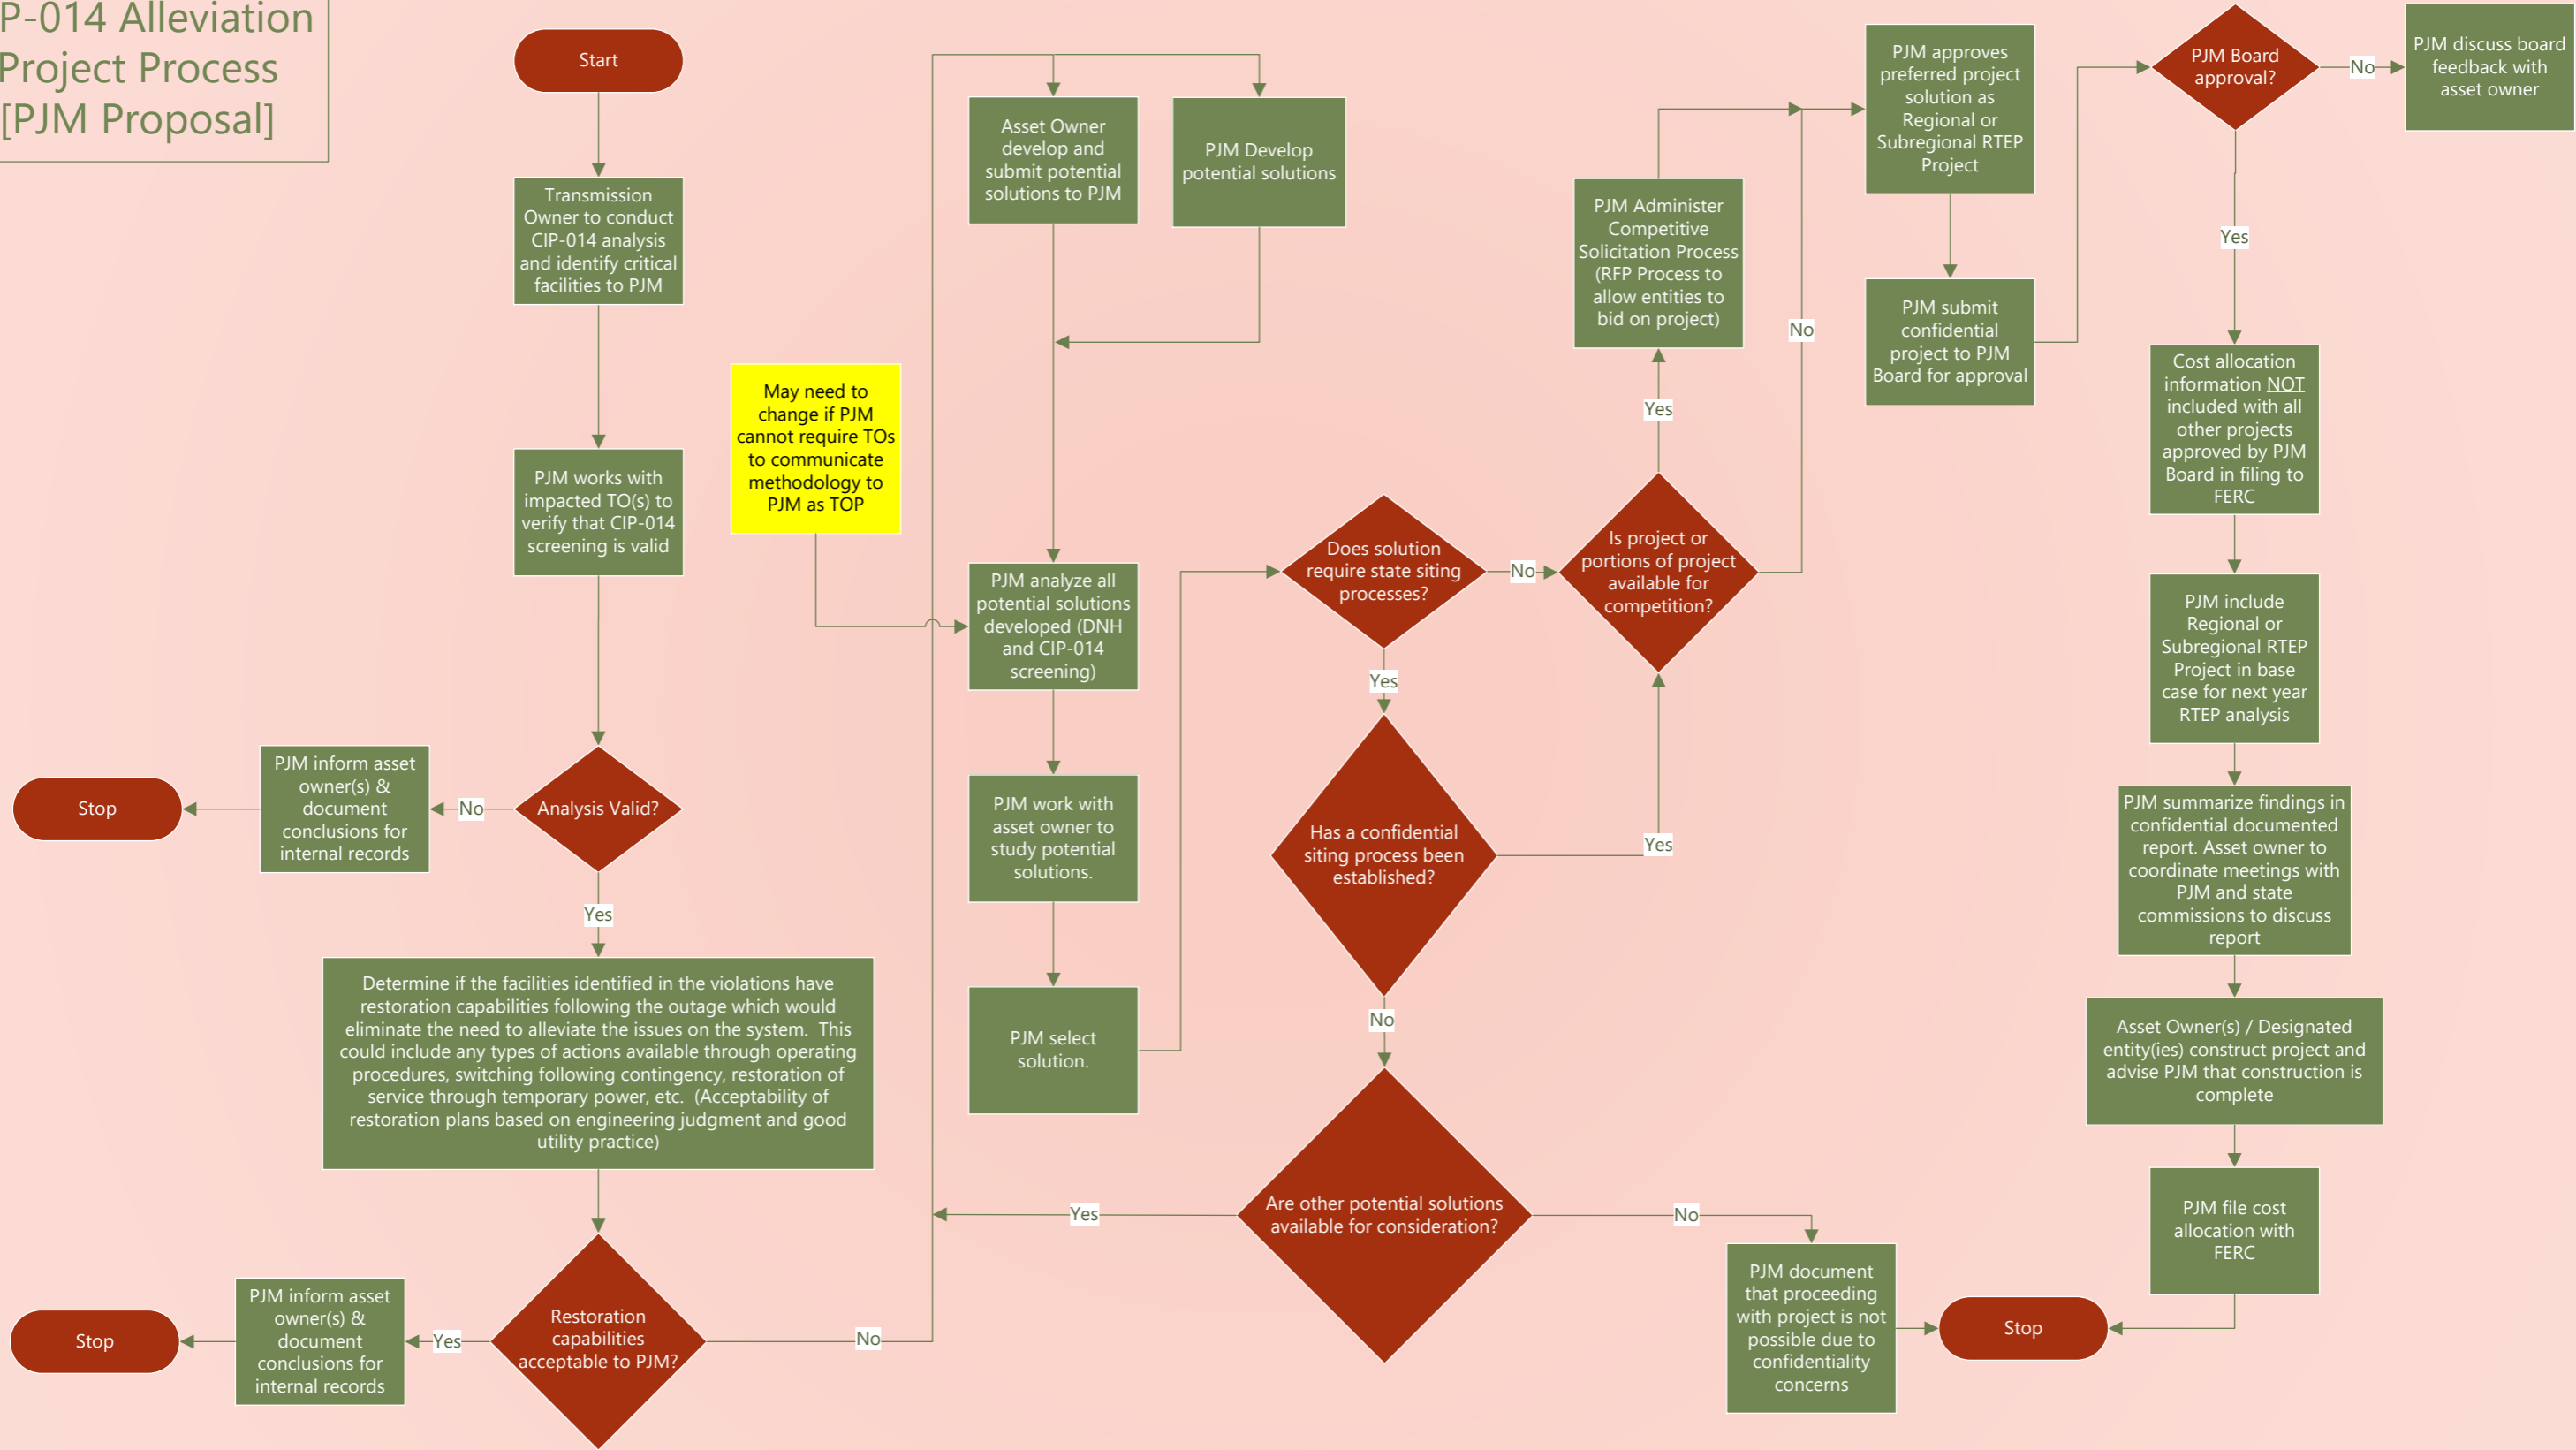 P-014 Alleviation
Project Process
[PJM Proposal]
Start
Transmission
Owner to conduct
CIP-014 analysis
and identify critical
facilities to PJM
PJM works with
impacted TO(s) to
verify that CIP-014
screening is valid
Analysis Valid?
No
PJM inform asset
owner(s) &
document
conclusions for
internal records
Stop
Yes
Determine if the facilities identified in the violations have
restoration capabilities following the outage which would
eliminate the need to alleviate the issues on the system. This
could include any types of actions available through operating
procedures, switching following contingency, restoration of
service through temporary power, etc. (Acceptability of
restoration plans based on engineering judgment and good
utility practice)
Restoration
capabilities
acceptable to PJM?
Yes
PJM inform asset
owner(s) &
document
conclusions for
internal records
Stop
No
Asset Owner
develop and
submit potential
solutions to PJM
PJM Develop
potential solutions
May need to
change if PJM
cannot require TOs
to communicate
methodology to
PJM as TOP
PJM analyze all
potential solutions
developed (DNH
and CIP-014
screening)
PJM work with
asset owner to
study potential
solutions.
PJM select
solution.
Does solution
require state siting
processes?
No
Yes
Has a confidential
siting process been
established?
Yes
No
Are other potential solutions
available for consideration?
Yes
No
PJM document
that proceeding
with project is not
possible due to
confidentiality
concerns
Stop
Is project or
portions of project
available for
competition?
Yes
No
PJM Administer
Competitive
Solicitation Process
(RFP Process to
allow entities to
bid on project)
PJM approves
preferred project
solution as
Regional or
Subregional RTEP
Project
PJM submit
confidential
project to PJM
Board for approval
PJM Board
approval?
No
PJM discuss board
feedback with
asset owner
Yes
Cost allocation
information NOT
included with all
other projects
approved by PJM
Board in filing to
FERC
PJM include
Regional or
Subregional RTEP
Project in base
case for next year
RTEP analysis
PJM summarize findings in
confidential documented
report. Asset owner to
coordinate meetings with
PJM and state
commissions to discuss
report
Asset Owner(s) / Designated
entity(ies) construct project and
advise PJM that construction is
complete
PJM file cost
allocation with
FERC